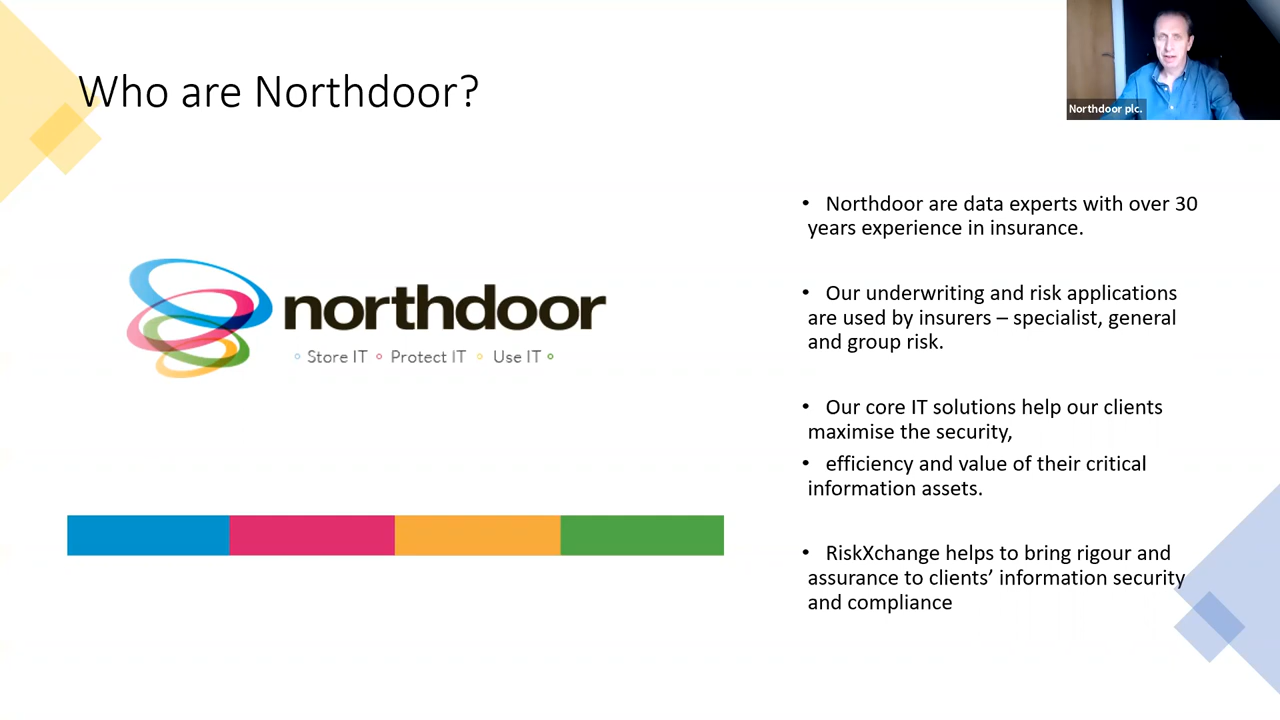 Who are Northdoor?
Northdoor plc.
northdoor
Store IT Protect IT Use IT
• Northdoor are data experts with over 30
years experience in insurance.
• Our underwriting and risk applications
are used by insurers – specialist, general
and group risk.
• Our core IT solutions help our clients
maximise the security,
• efficiency and value of their critical
information assets.
• RiskXchange helps to bring rigour and
assurance to clients’ information security
and compliance